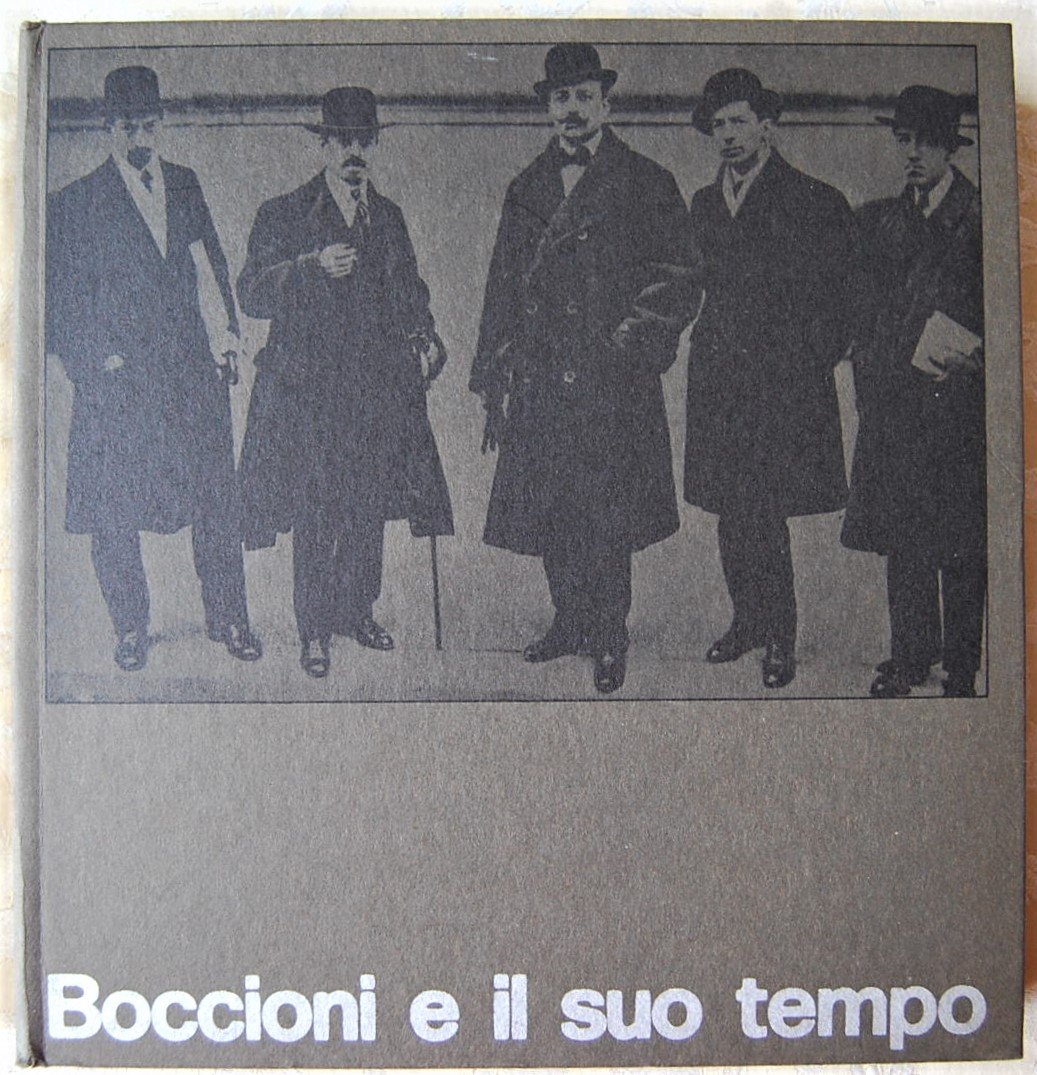 Boccioni e il suo tempo